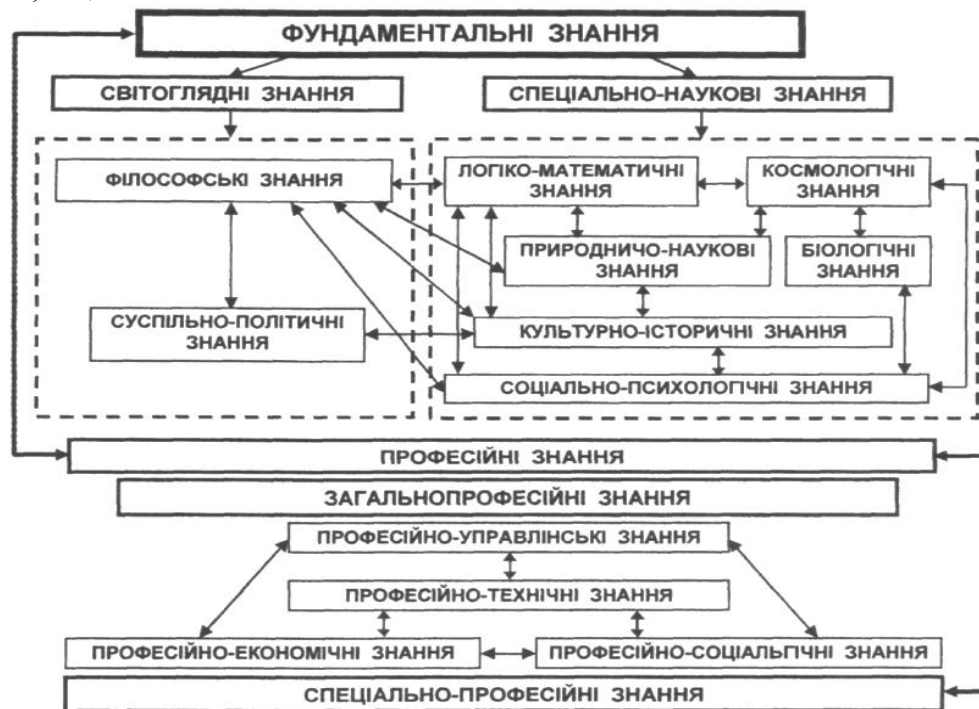 ФУНДАМЕНТАЛЬНІ ЗНАННЯ
СВІТОГЛЯДНІ ЗНАННЯ
СПЕЦІАЛЬНО-НАУКОВІ ЗНАННЯ
ФІЛОСОФСЬКІ ЗНАННЯ
ЛОГІКО-МАТЕМАТИЧНІ
ЗНАННЯ
КОСМОЛОГІЧНІ
ЗНАННЯ
ПРИРОДНИЧО-НАУКОВІ
ЗНАННЯ
БІОЛОГІЧНІ
ЗНАННЯ
СУСПІЛЬНО-ПОЛІТИЧНІ
ЗНАННЯ
КУЛЬТУРНО-ІСТОРИЧНІ ЗНАННЯ
СОЦІАЛЬНО-ПСИХОЛОГІЧНІ ЗНАННЯ
ПРОФЕСІЙНІ ЗНАННЯ
ЗАГАЛЬНОПРОФЕСІЙНІ ЗНАННЯ
ПРОФЕСІЙНО-УПРАВЛІНСЬКІ ЗНАННЯ
ПРОФЕСІЙНО-ТЕХНІЧНІ ЗНАННЯ
ПРОФЕСІЙНО-ЕКОНОМІЧНІ ЗНАННЯ
ПРОФЕСІЙНО-СОЦІАЛЬГІЧНІ ЗНАННЯ
СПЕЦІАЛЬНО-ПРОФЕСІЙНІ ЗНАННЯ